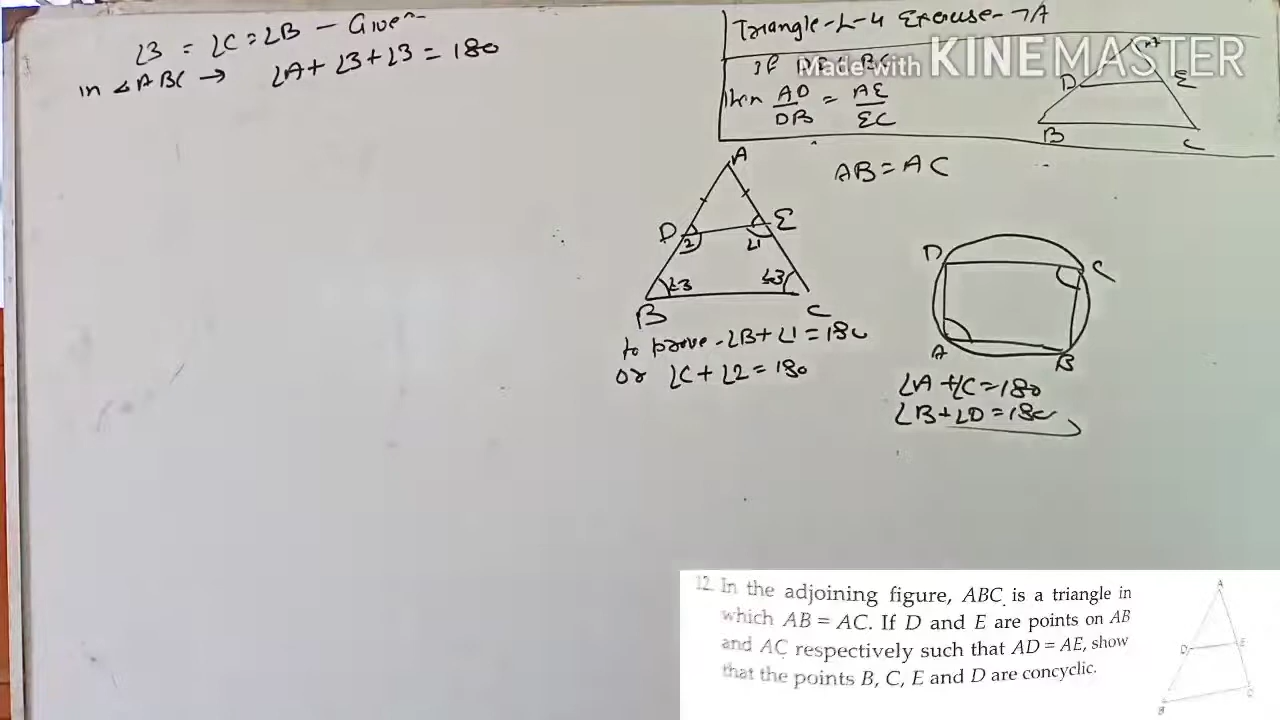 ∠3 = ∠C = ∠B - Given
in △ABC → ∠A + ∠3 + ∠3 = 180
Triangle - L-4 Exercise - 7A
If DE BC
Made with KINEMASTER
then AD/DB = AE/EC
A
D
E
B
C
A
AB = AC
D
E
2
∠1
∠3
∠3
B
C
to prove - ∠B + ∠1 = 180
or ∠C + ∠2 = 180
D
C
A
B
∠A + ∠C = 180
∠B + ∠D = 180
12. In the adjoining figure, ABC is a triangle in
which AB = AC. If D and E are points on AB
and AC respectively such that AD = AE, show
that the points B, C, E and D are concyclic.
A
D
E
B
C